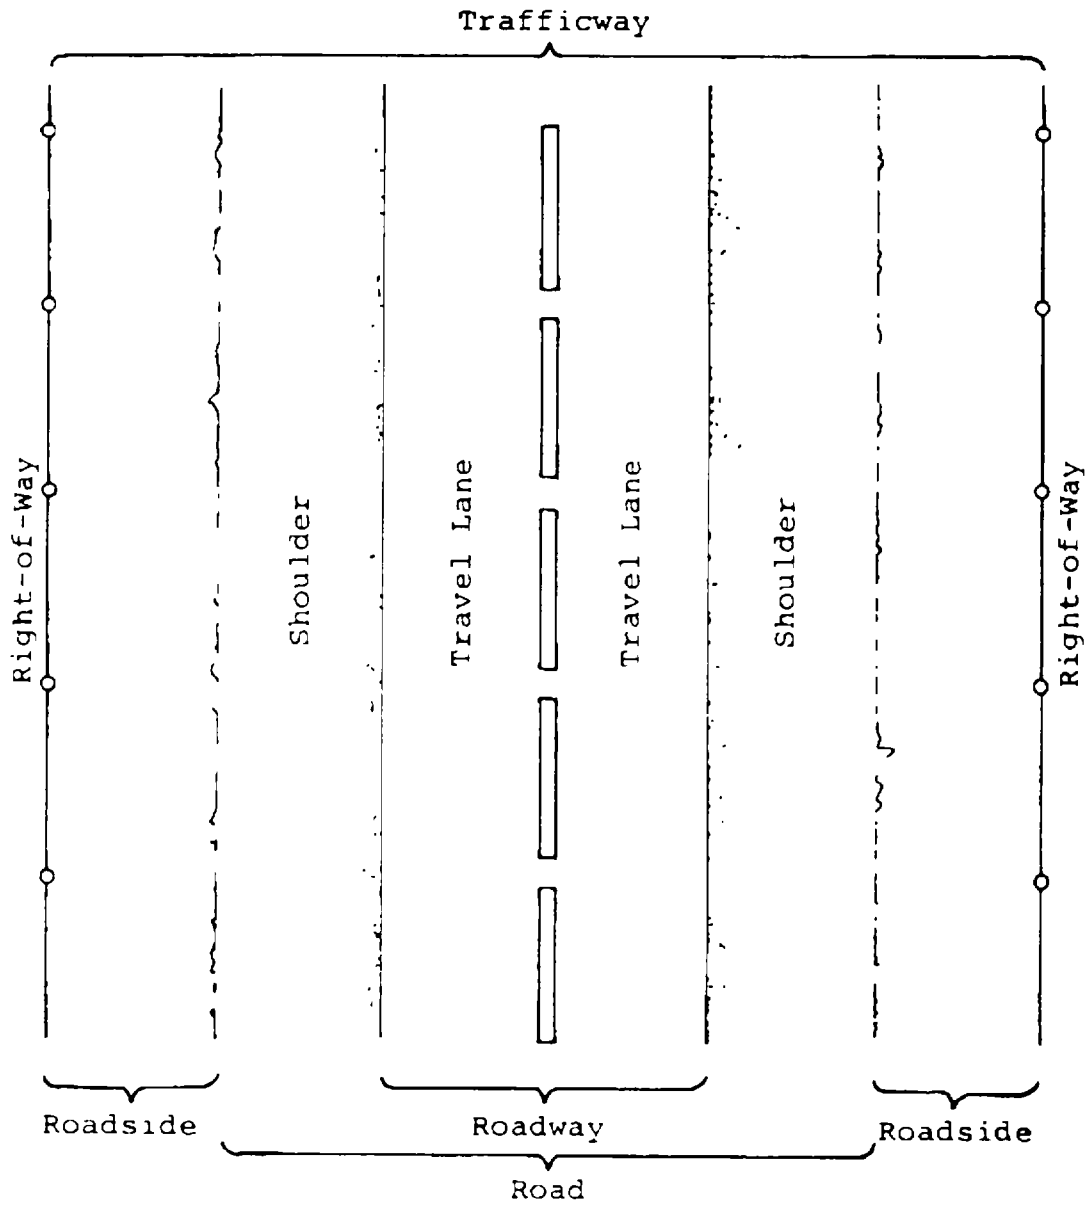 Trafficway
Right-of-Way
Shoulder
Travel Lane
Travel Lane
Shoulder
Right-of-Way
Roadside
Roadway
Roadside
Road